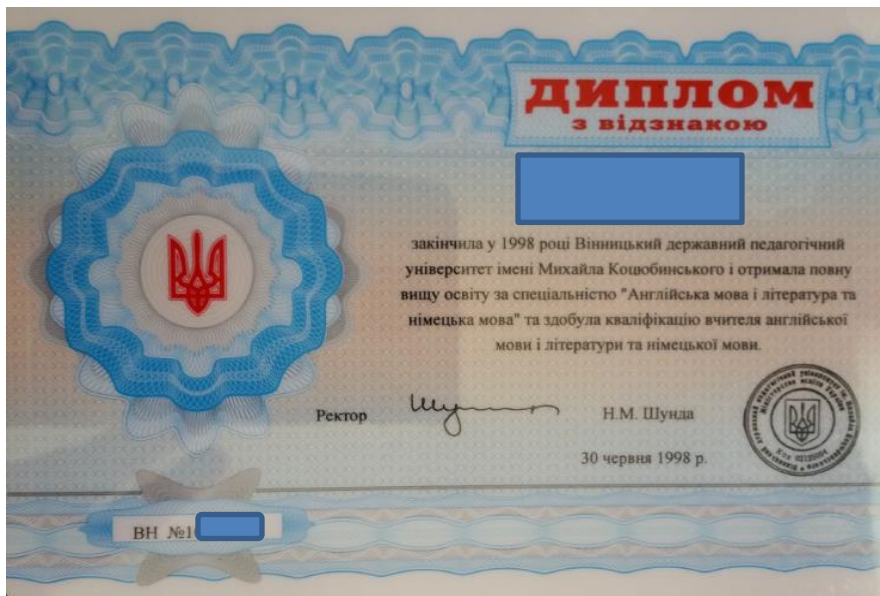 ДИПЛОМ
з відзнакою
закінчила у 1998 році Вінницький державний педагогічний
університет імені Михайла Коцюбинського і отримала повну
вищу освіту за спеціальністю "Англійська мова і література та
німецька мова" та здобула кваліфікацію вчителя англійської
мови і літератури та німецької мови.
Ректор
Н.М. Шунда
30 червня 1998 р.
ВН №1